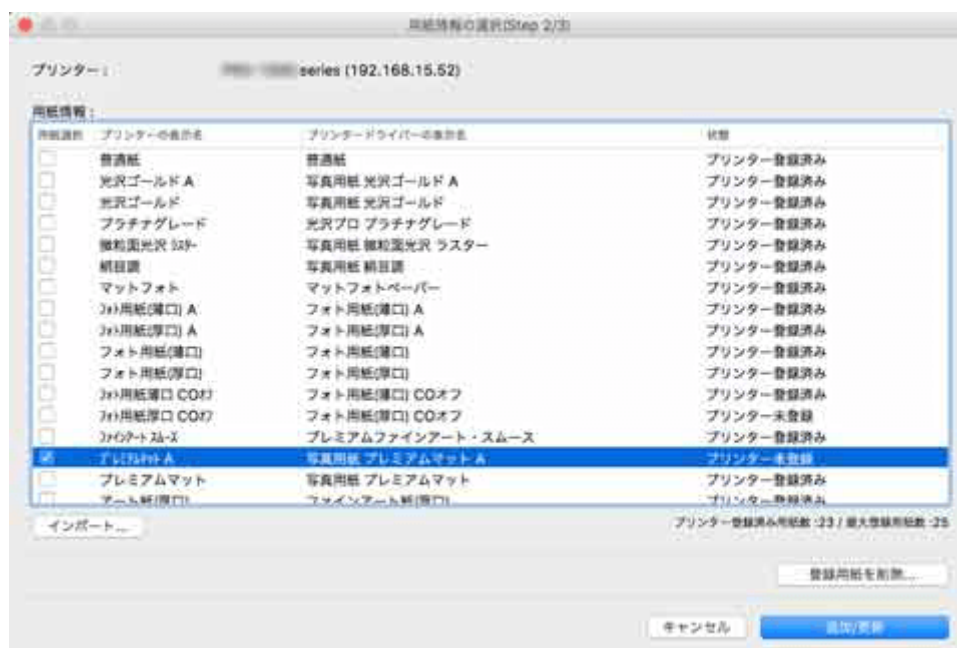 用紙情報の選択(Step 2/3)
プリンター: series (192.168.15.52)
用紙情報:
用紙選択 プリンターの表示名 プリンタードライバーの表示名 状態
普通紙 普通紙 プリンター登録済み
光沢ゴールド A 写真用紙 光沢ゴールド A プリンター登録済み
光沢ゴールド 写真用紙 光沢ゴールド プリンター登録済み
プラチナグレード 光沢プロ プラチナグレード プリンター登録済み
微粒面光沢 ﾗｽﾀｰ 写真用紙 微粒面光沢 ラスター プリンター登録済み
絹目調 写真用紙 絹目調 プリンター登録済み
マットフォト マットフォトペーパー プリンター登録済み
ﾌｫﾄ用紙(薄口) A フォト用紙(薄口) A プリンター登録済み
ﾌｫﾄ用紙(厚口) A フォト用紙(厚口) A プリンター登録済み
フォト用紙(薄口) フォト用紙(薄口) プリンター登録済み
フォト用紙(厚口) フォト用紙(厚口) プリンター登録済み
ﾌｫﾄ用紙薄口 COｵﾌ フォト用紙(薄口) COオフ プリンター登録済み
ﾌｫﾄ用紙厚口 COｵﾌ フォト用紙(厚口) COオフ プリンター未登録
ﾌｧｲﾝｱｰﾄ ｽﾑｰｽﾞ プレミアムファインアート・スムース プリンター登録済み
ﾌﾟﾚﾐｱﾑﾏｯﾄ A 写真用紙 プレミアムマット A プリンター未登録
プレミアムマット 写真用紙 プレミアムマット プリンター登録済み
アート紙(厚口) ファインアート紙(厚口) プリンター登録済み
インポート... プリンター登録済み用紙数 :23 / 最大登録用紙数 :25
登録用紙を削除...
キャンセル 追加/更新